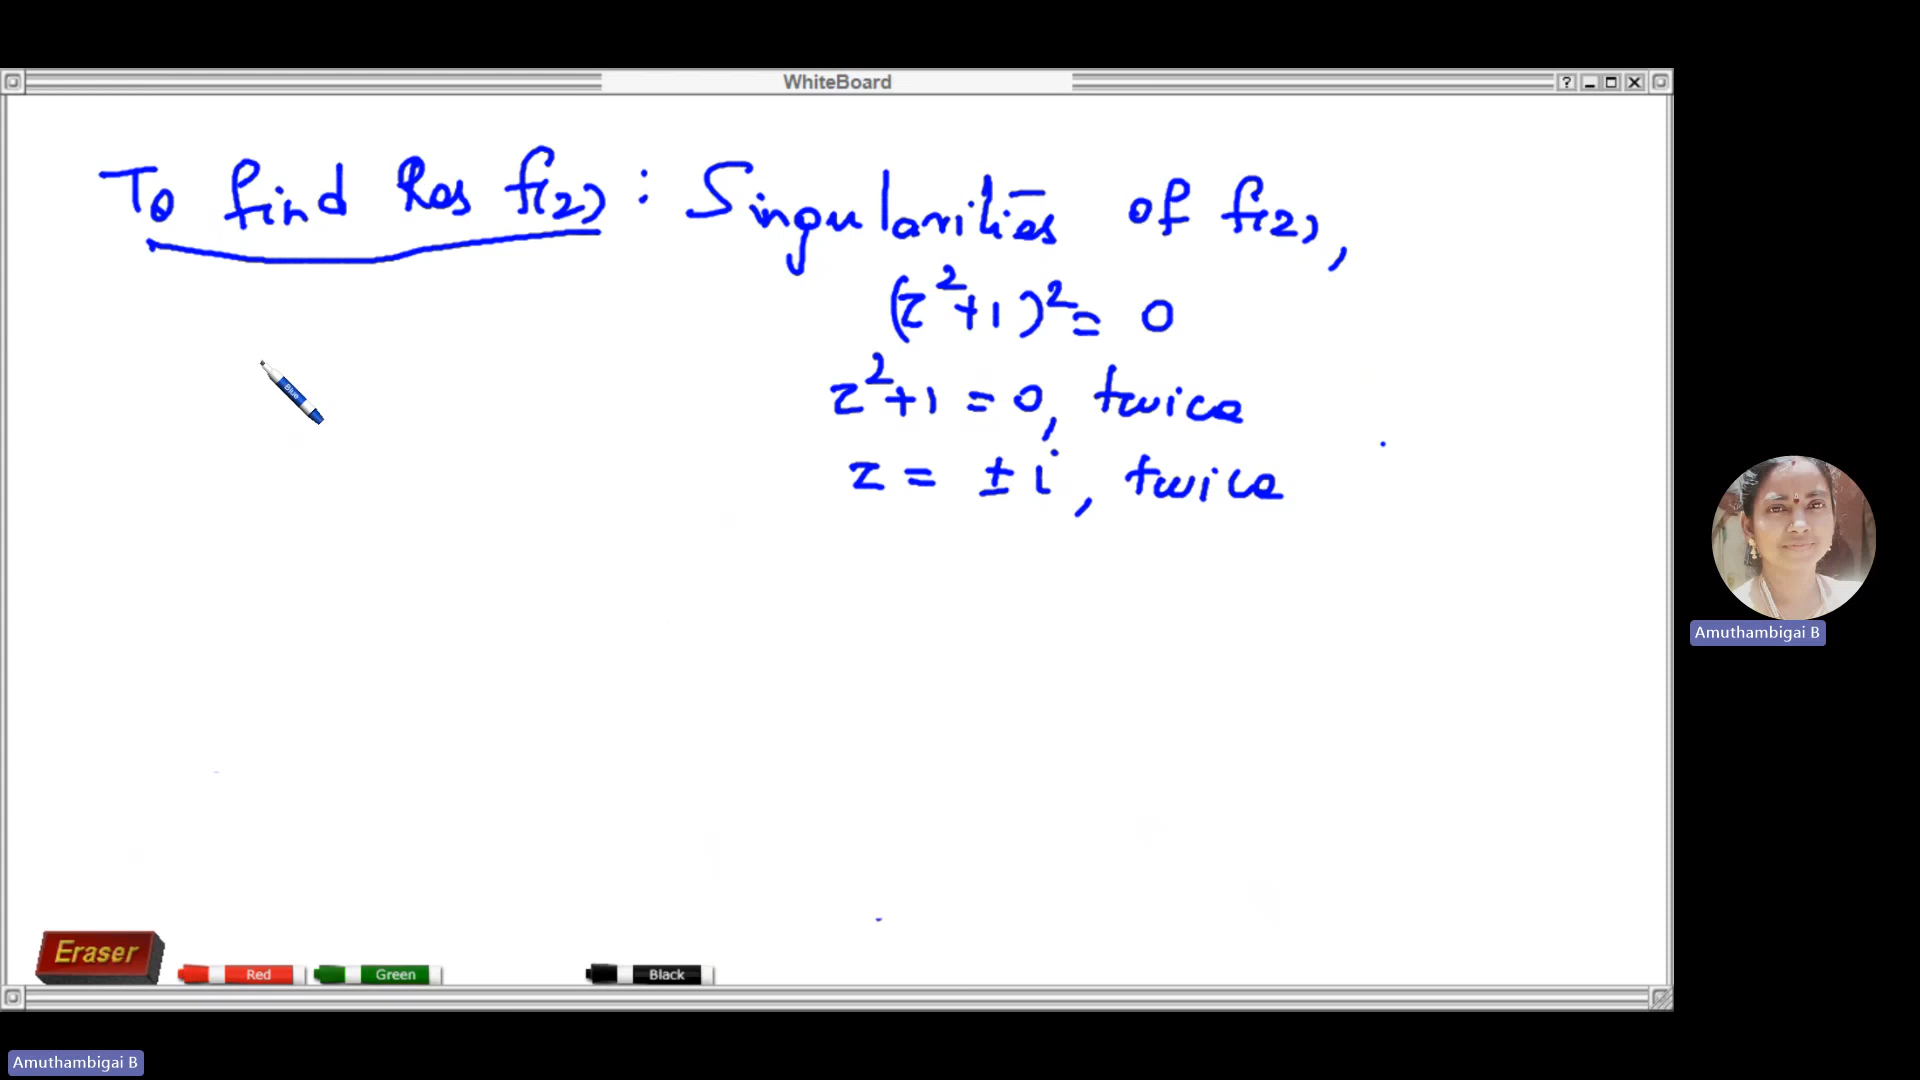 WhiteBoard
To find Res f(z) : Singularities of f(z),
(z²+1)² = 0
z²+1 = 0, twice
z = ±i, twice
Blue
Amuthambigai B
Eraser
Red
Green
Black
Amuthambigai B